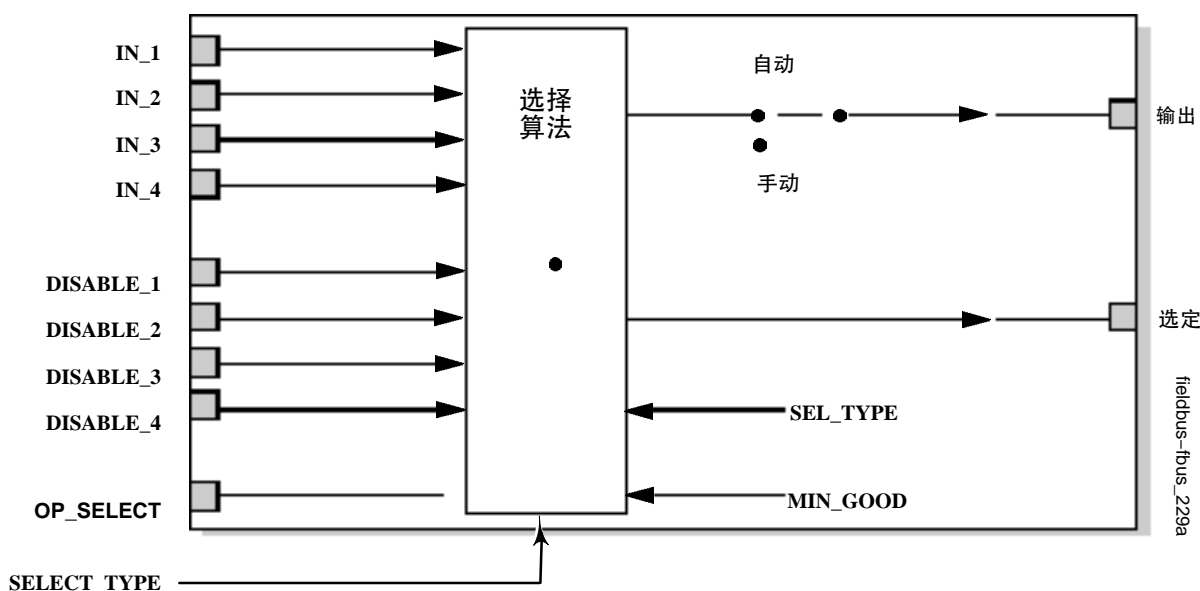 IN_1
IN_2
IN_3
IN_4
DISABLE_1
DISABLE_2
DISABLE_3
DISABLE_4
OP_SELECT
SELECT TYPE
选择
算法
自动
手动
SEL_TYPE
MIN_GOOD
输出
选定
fieldbus-fbus_229a